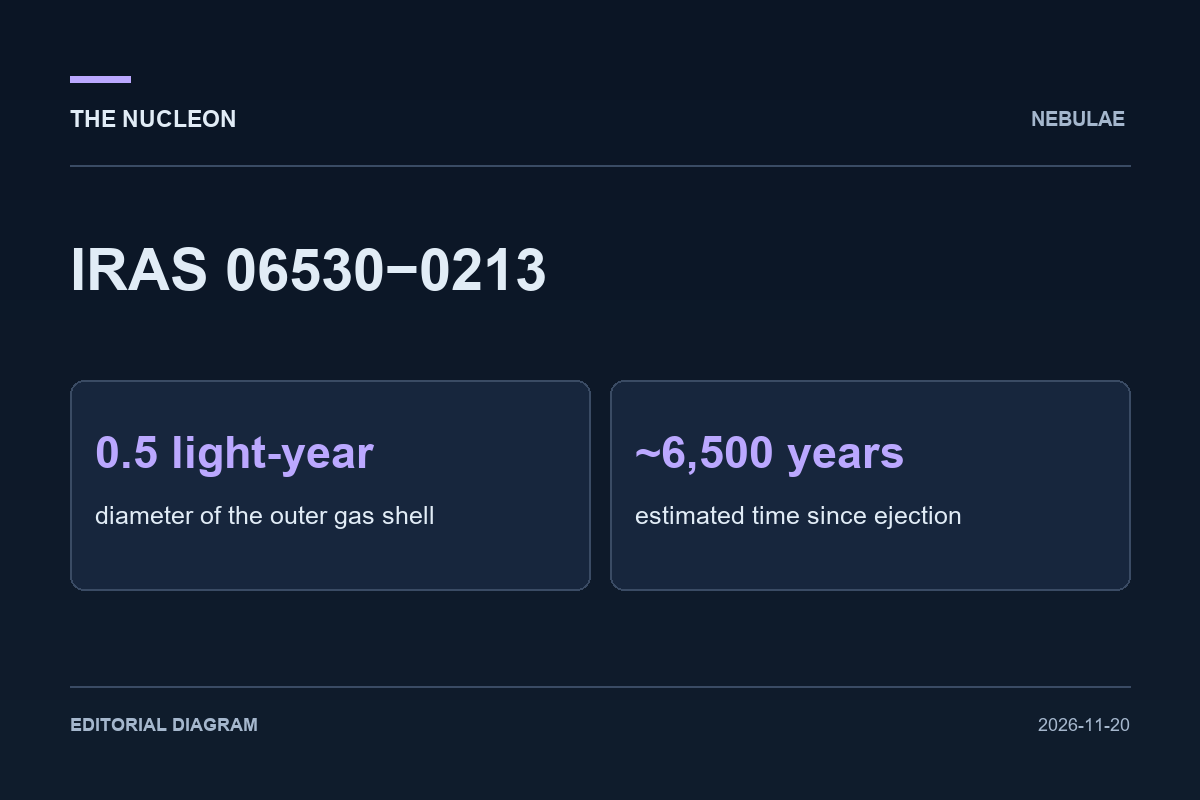 THE NUCLEON
NEBULAE
IRAS 06530−0213
0.5 light-year
diameter of the outer gas shell
~6,500 years
estimated time since ejection
EDITORIAL DIAGRAM
2026-11-20